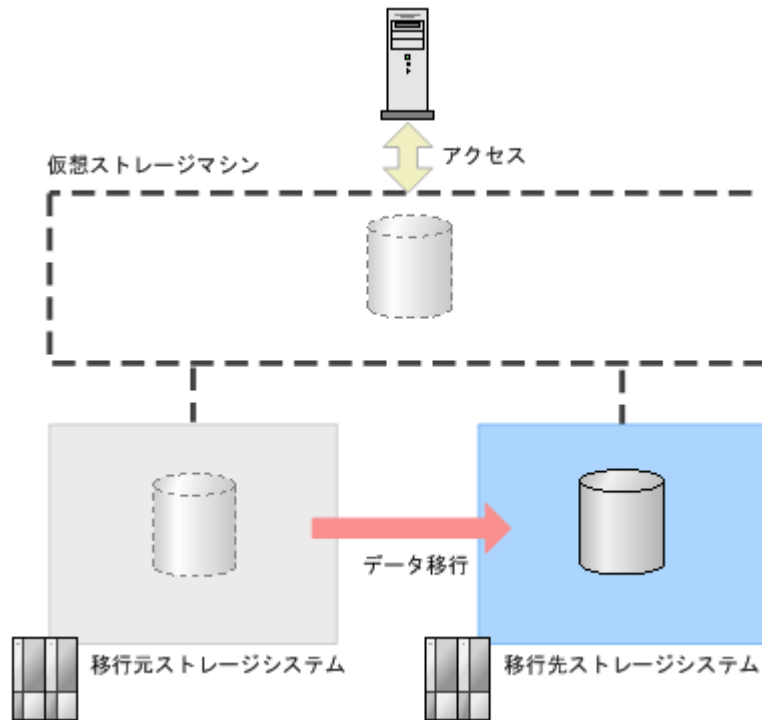 アクセス
仮想ストレージマシン
データ移行
移行元ストレージシステム
移行先ストレージシステム